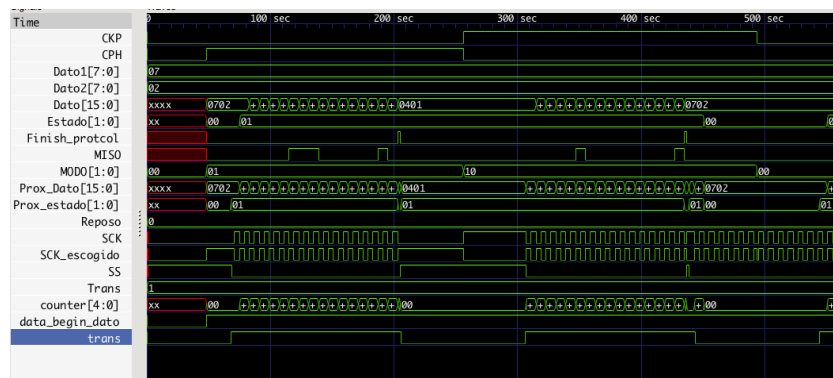 Time 0 100 sec 200 sec 300 sec 400 sec 500 sec
CKP
CPH
Dato1[7:0] 07
Dato2[7:0] 02
Dato[15:0] xxxx 0702 + + + + + + + + + + + + + + + 0401 + + + + + + + + + + + + + + + 0702
Estado[1:0] xx 00 01 00
Finish_protcol
MISO
MODO[1:0] 00 01 10 00
Prox_Dato[15:0] xxxx 0702 + + + + + + + + + + + + + + + 0401 + + + + + + + + + + + + + + + + 0702
Prox_estado[1:0] xx 00 01 01 01 00 01
Reposo 0
SCK
SCK_escogido
SS
Trans 1
counter[4:0] xx 00 + + + + + + + + + + + + + + + 00 + + + + + + + + + + + + + + + + 00
data_begin_dato
trans